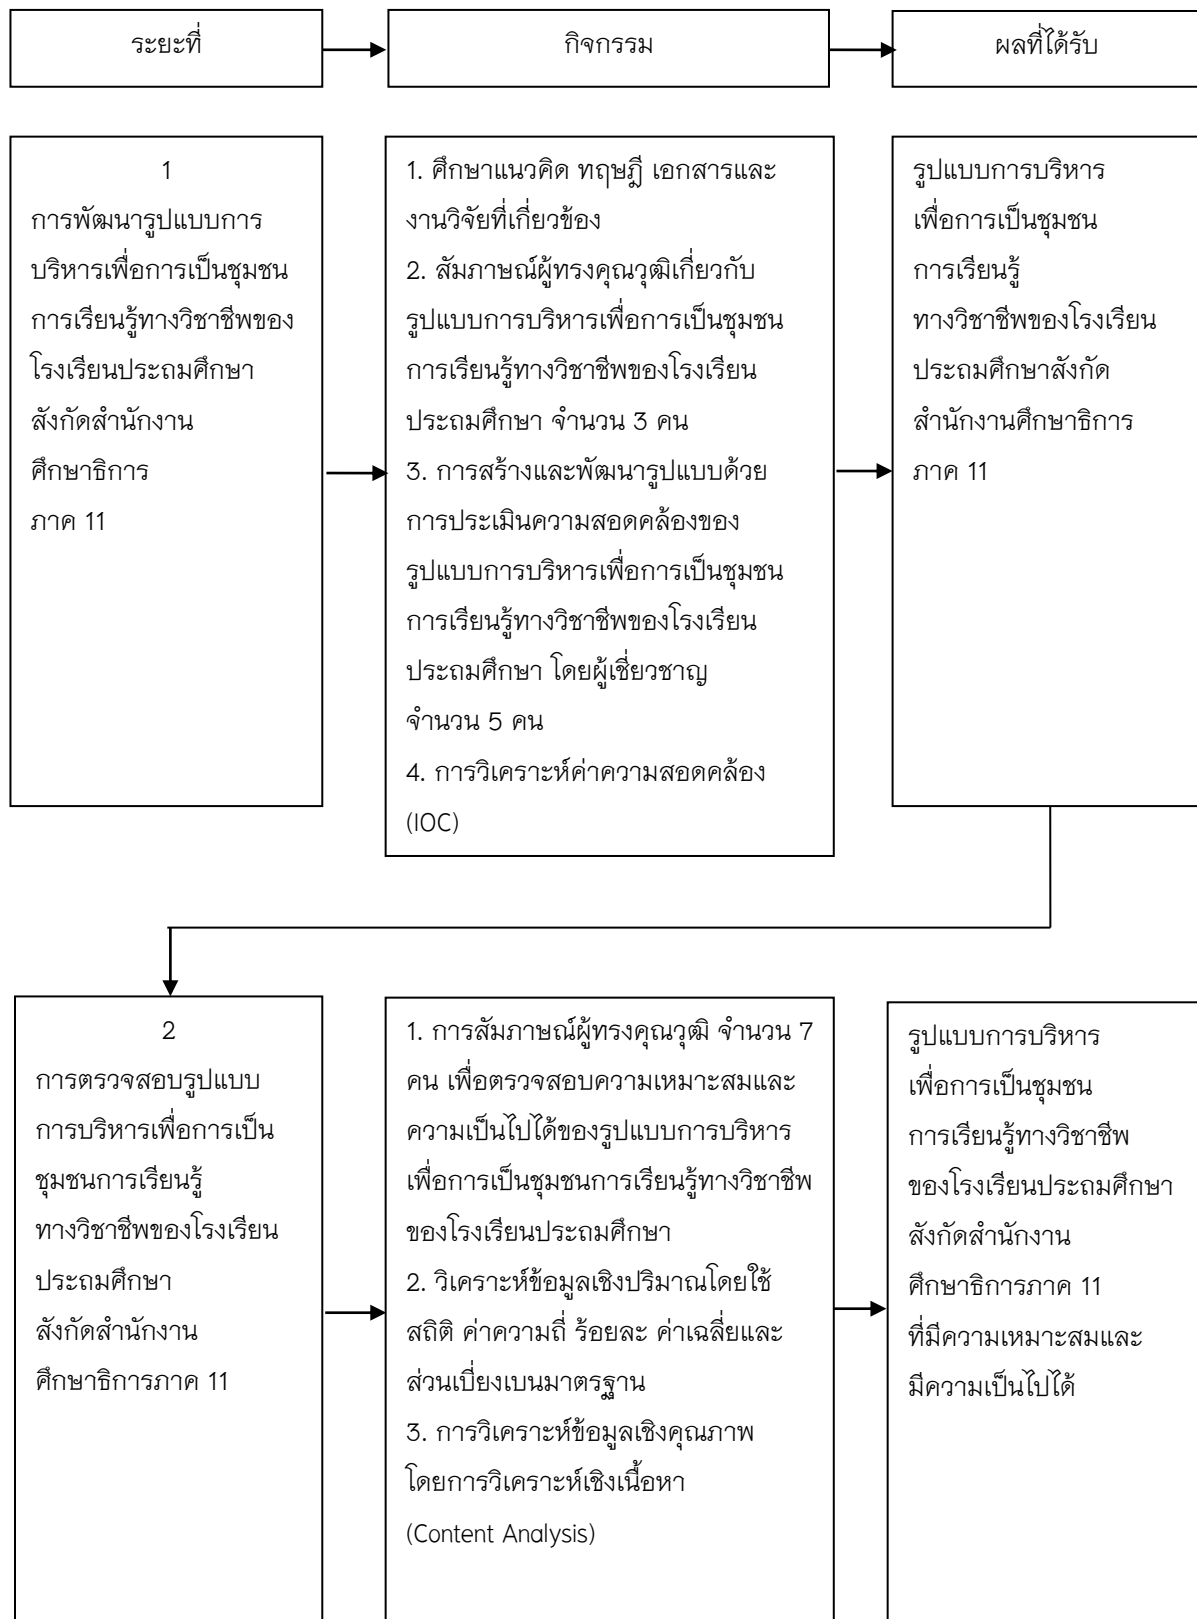 ระยะที่
กิจกรรม
ผลที่ได้รับ
1
การพัฒนารูปแบบการ
บริหารเพื่อการเป็นชุมชน
การเรียนรู้ทางวิชาชีพของ
โรงเรียนประถมศึกษา
สังกัดสำนักงาน
ศึกษาธิการ
ภาค 11
1. ศึกษาแนวคิด ทฤษฎี เอกสารและ
งานวิจัยที่เกี่ยวข้อง
2. สัมภาษณ์ผู้ทรงคุณวุฒิเกี่ยวกับ
รูปแบบการบริหารเพื่อการเป็นชุมชน
การเรียนรู้ทางวิชาชีพของโรงเรียน
ประถมศึกษา จำนวน 3 คน
3. การสร้างและพัฒนารูปแบบด้วย
การประเมินความสอดคล้องของ
รูปแบบการบริหารเพื่อการเป็นชุมชน
การเรียนรู้ทางวิชาชีพของโรงเรียน
ประถมศึกษา โดยผู้เชี่ยวชาญ
จำนวน 5 คน
4. การวิเคราะห์ค่าความสอดคล้อง
(IOC)
รูปแบบการบริหาร
เพื่อการเป็นชุมชน
การเรียนรู้
ทางวิชาชีพของโรงเรียน
ประถมศึกษาสังกัด
สำนักงานศึกษาธิการ
ภาค 11
2
การตรวจสอบรูปแบบ
การบริหารเพื่อการเป็น
ชุมชนการเรียนรู้
ทางวิชาชีพของโรงเรียน
ประถมศึกษา
สังกัดสำนักงาน
ศึกษาธิการภาค 11
1. การสัมภาษณ์ผู้ทรงคุณวุฒิ จำนวน 7
คน เพื่อตรวจสอบความเหมาะสมและ
ความเป็นไปได้ของรูปแบบการบริหาร
เพื่อการเป็นชุมชนการเรียนรู้ทางวิชาชีพ
ของโรงเรียนประถมศึกษา
2. วิเคราะห์ข้อมูลเชิงปริมาณโดยใช้
สถิติ ค่าความถี่ ร้อยละ ค่าเฉลี่ยและ
ส่วนเบี่ยงเบนมาตรฐาน
3. การวิเคราะห์ข้อมูลเชิงคุณภาพ
โดยการวิเคราะห์เชิงเนื้อหา
(Content Analysis)
รูปแบบการบริหาร
เพื่อการเป็นชุมชน
การเรียนรู้ทางวิชาชีพ
ของโรงเรียนประถมศึกษา
สังกัดสำนักงาน
ศึกษาธิการภาค 11
ที่มีความเหมาะสมและ
มีความเป็นไปได้